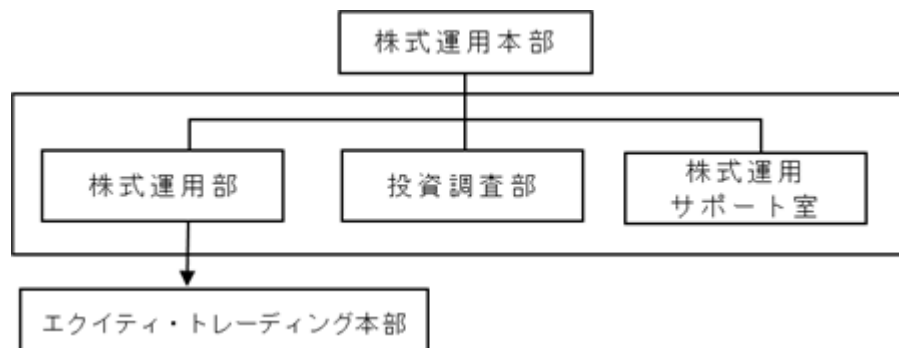 株式運用本部
株式運用部
投資調査部
株式運用
サポート室
エクイティ・トレーディング本部